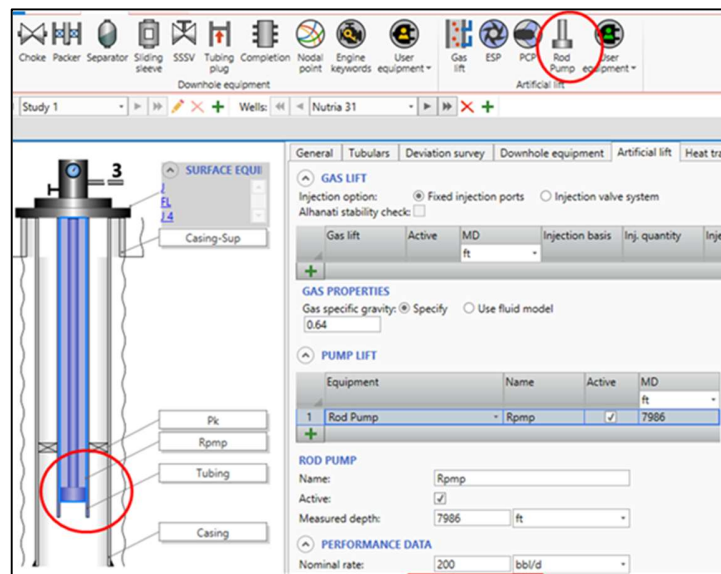 Choke Packer Separator Sliding sleeve SSSV Tubing plug Completion Nodal point Engine keywords User equipment Gas lift ESP PCP Rod Pump User equipment
Downhole equipment Artificial lift
Study 1 Wells: Nutria 31
General Tubulars Deviation survey Downhole equipment Artificial lift Heat tra
3
SURFACE EQUI
J
FL
J 4
Casing-Sup
Pk
Rpmp
Tubing
Casing
GAS LIFT
Injection option: Fixed injection ports Injection valve system
Alhanati stability check:
Gas lift Active MD Injection basis Inj. quantity Inje
ft
GAS PROPERTIES
Gas specific gravity: Specify Use fluid model
0.64
PUMP LIFT
Equipment Name Active MD
ft
1 Rod Pump Rpmp 7986
ROD PUMP
Name: Rpmp
Active:
Measured depth: 7986 ft
PERFORMANCE DATA
Nominal rate: 200 bbl/d